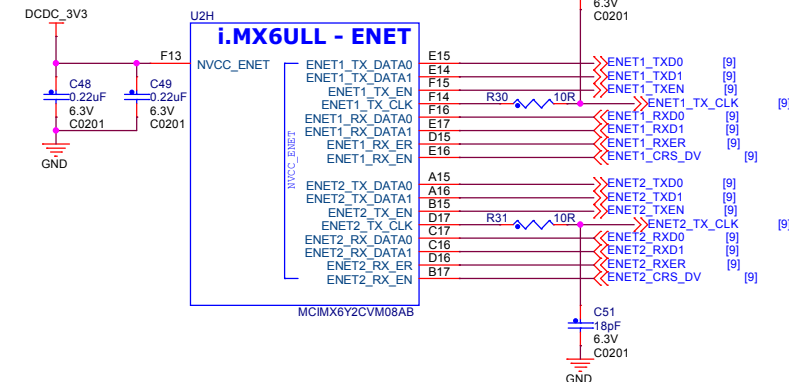 6.3V
C0201
DCDC_3V3
U2H
i.MX6ULL - ENET
F13
NVCC_ENET
NVCC_ENET
C48
0.22uF
6.3V
C0201
C49
0.22uF
6.3V
C0201
GND
ENET1_TX_DATA0 E15 ENET1_TXD0 [9]
ENET1_TX_DATA1 E14 ENET1_TXD1 [9]
ENET1_TX_EN F15 ENET1_TXEN [9]
ENET1_TX_CLK F14 R30 10R ENET1_TX_CLK [9]
ENET1_RX_DATA0 F16 ENET1_RXD0 [9]
ENET1_RX_DATA1 E17 ENET1_RXD1 [9]
ENET1_RX_ER D15 ENET1_RXER [9]
ENET1_RX_EN E16 ENET1_CRS_DV [9]
ENET2_TX_DATA0 A15 ENET2_TXD0 [9]
ENET2_TX_DATA1 A16 ENET2_TXD1 [9]
ENET2_TX_EN B15 ENET2_TXEN [9]
ENET2_TX_CLK D17 R31 10R ENET2_TX_CLK [9]
ENET2_RX_DATA0 C17 ENET2_RXD0 [9]
ENET2_RX_DATA1 C16 ENET2_RXD1 [9]
ENET2_RX_ER D16 ENET2_RXER [9]
ENET2_RX_EN B17 ENET2_CRS_DV [9]
MCIMX6Y2CVM08AB
C51
18pF
6.3V
C0201
GND